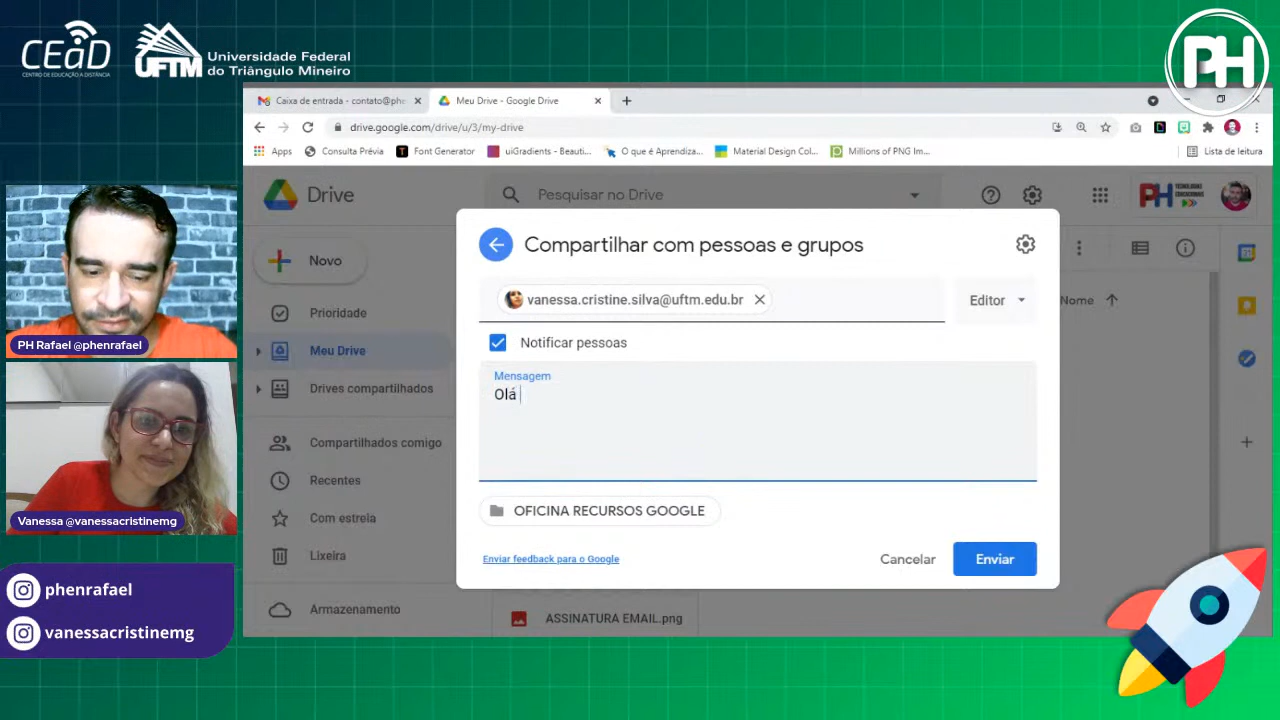 CEaD
CENTRO DE EDUCAÇÃO A DISTÂNCIA
UFTM
Universidade Federal
do Triângulo Mineiro
PH
Caixa de entrada - contato@phe
Meu Drive - Google Drive
drive.google.com/drive/u/3/my-drive
Apps
Consulta Prévia
Font Generator
uiGradients - Beauti...
O que é Aprendiza...
Material Design Col...
Millions of PNG Im...
Lista de leitura
Drive
Pesquisar no Drive
PH TECNOLOGIAS EDUCACIONAIS
Novo
Prioridade
Meu Drive
Drives compartilhados
Compartilhados comigo
Recentes
Com estrela
Lixeira
Armazenamento
Nome
Compartilhar com pessoas e grupos
vanessa.cristine.silva@uftm.edu.br
Editor
Notificar pessoas
Mensagem
Olá
OFICINA RECURSOS GOOGLE
Enviar feedback para o Google
Cancelar
Enviar
ASSINATURA EMAIL.png
PH Rafael @phenrafael
Vanessa @vanessacristinemg
phenrafael
vanessacristinemg